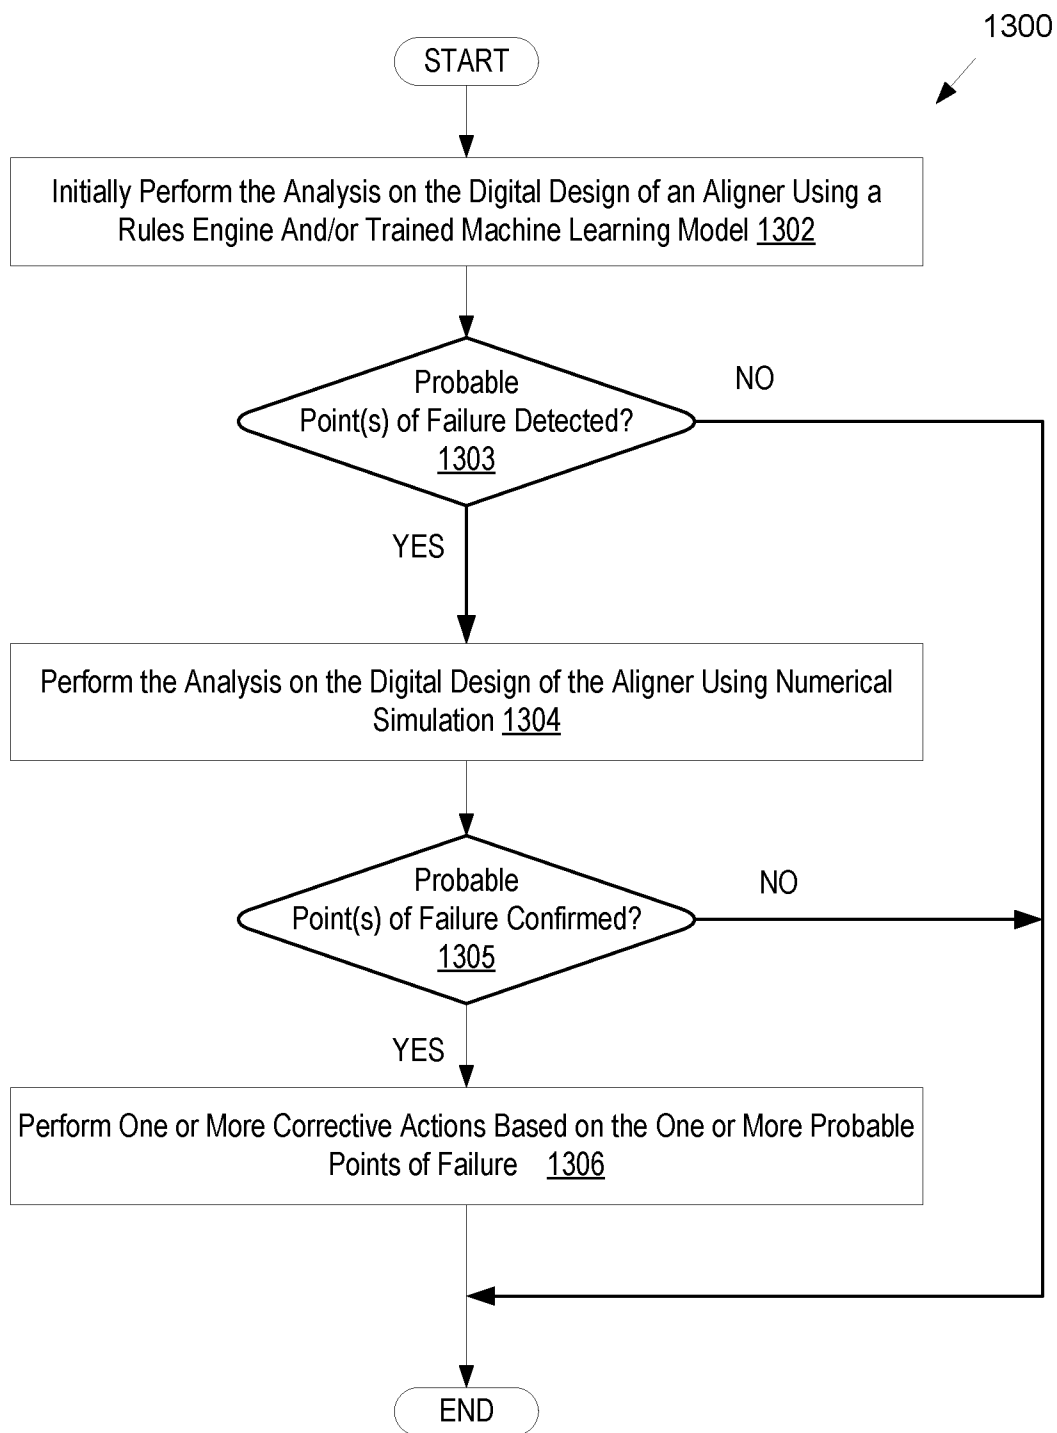 1300
START
Initially Perform the Analysis on the Digital Design of an Aligner Using a
Rules Engine And/or Trained Machine Learning Model 1302
Probable
Point(s) of Failure Detected?
1303
NO
YES
Perform the Analysis on the Digital Design of the Aligner Using Numerical
Simulation 1304
Probable
Point(s) of Failure Confirmed?
1305
NO
YES
Perform One or More Corrective Actions Based on the One or More Probable
Points of Failure 1306
END